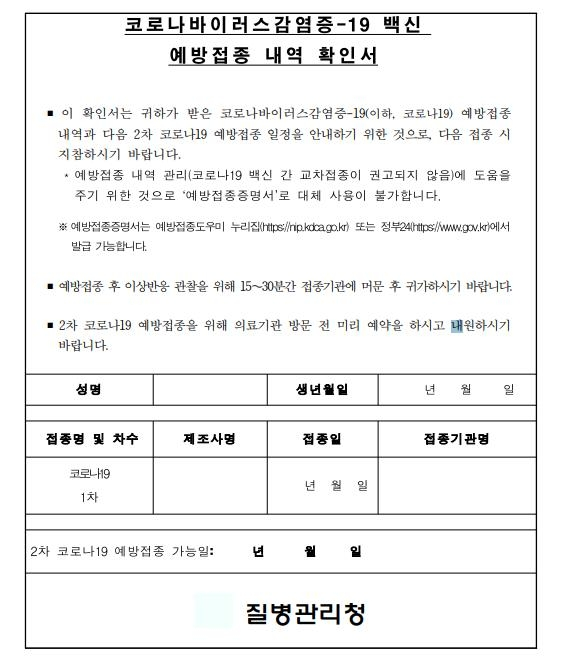 코로나바이러스감염증-19 백신
예방접종 내역 확인서
■ 이 확인서는 귀하가 받은 코로나바이러스감염증-19(이하, 코로나19) 예방접종
내역과 다음 2차 코로나19 예방접종 일정을 안내하기 위한 것으로, 다음 접종 시
지참하시기 바랍니다.
* 예방접종 내역 관리(코로나19 백신 간 교차접종이 권고되지 않음)에 도움을
주기 위한 것으로 '예방접종증명서'로 대체 사용이 불가합니다.
※ 예방접종증명서는 예방접종도우미 누리집(https://nip.kdca.go.kr) 또는 정부24(https://www.gov.kr)에서
발급 가능합니다.
■ 예방접종 후 이상반응 관찰을 위해 15~30분간 접종기관에 머문 후 귀가하시기 바랍니다.
■ 2차 코로나19 예방접종을 위해 의료기관 방문 전 미리 예약을 하시고 내원하시기
바랍니다.
성명 생년월일 년 월 일
접종명 및 차수 제조사명 접종일 접종기관명
코로나19
1차 년 월 일
2차 코로나19 예방접종 가능일: 년 월 일
질병관리청